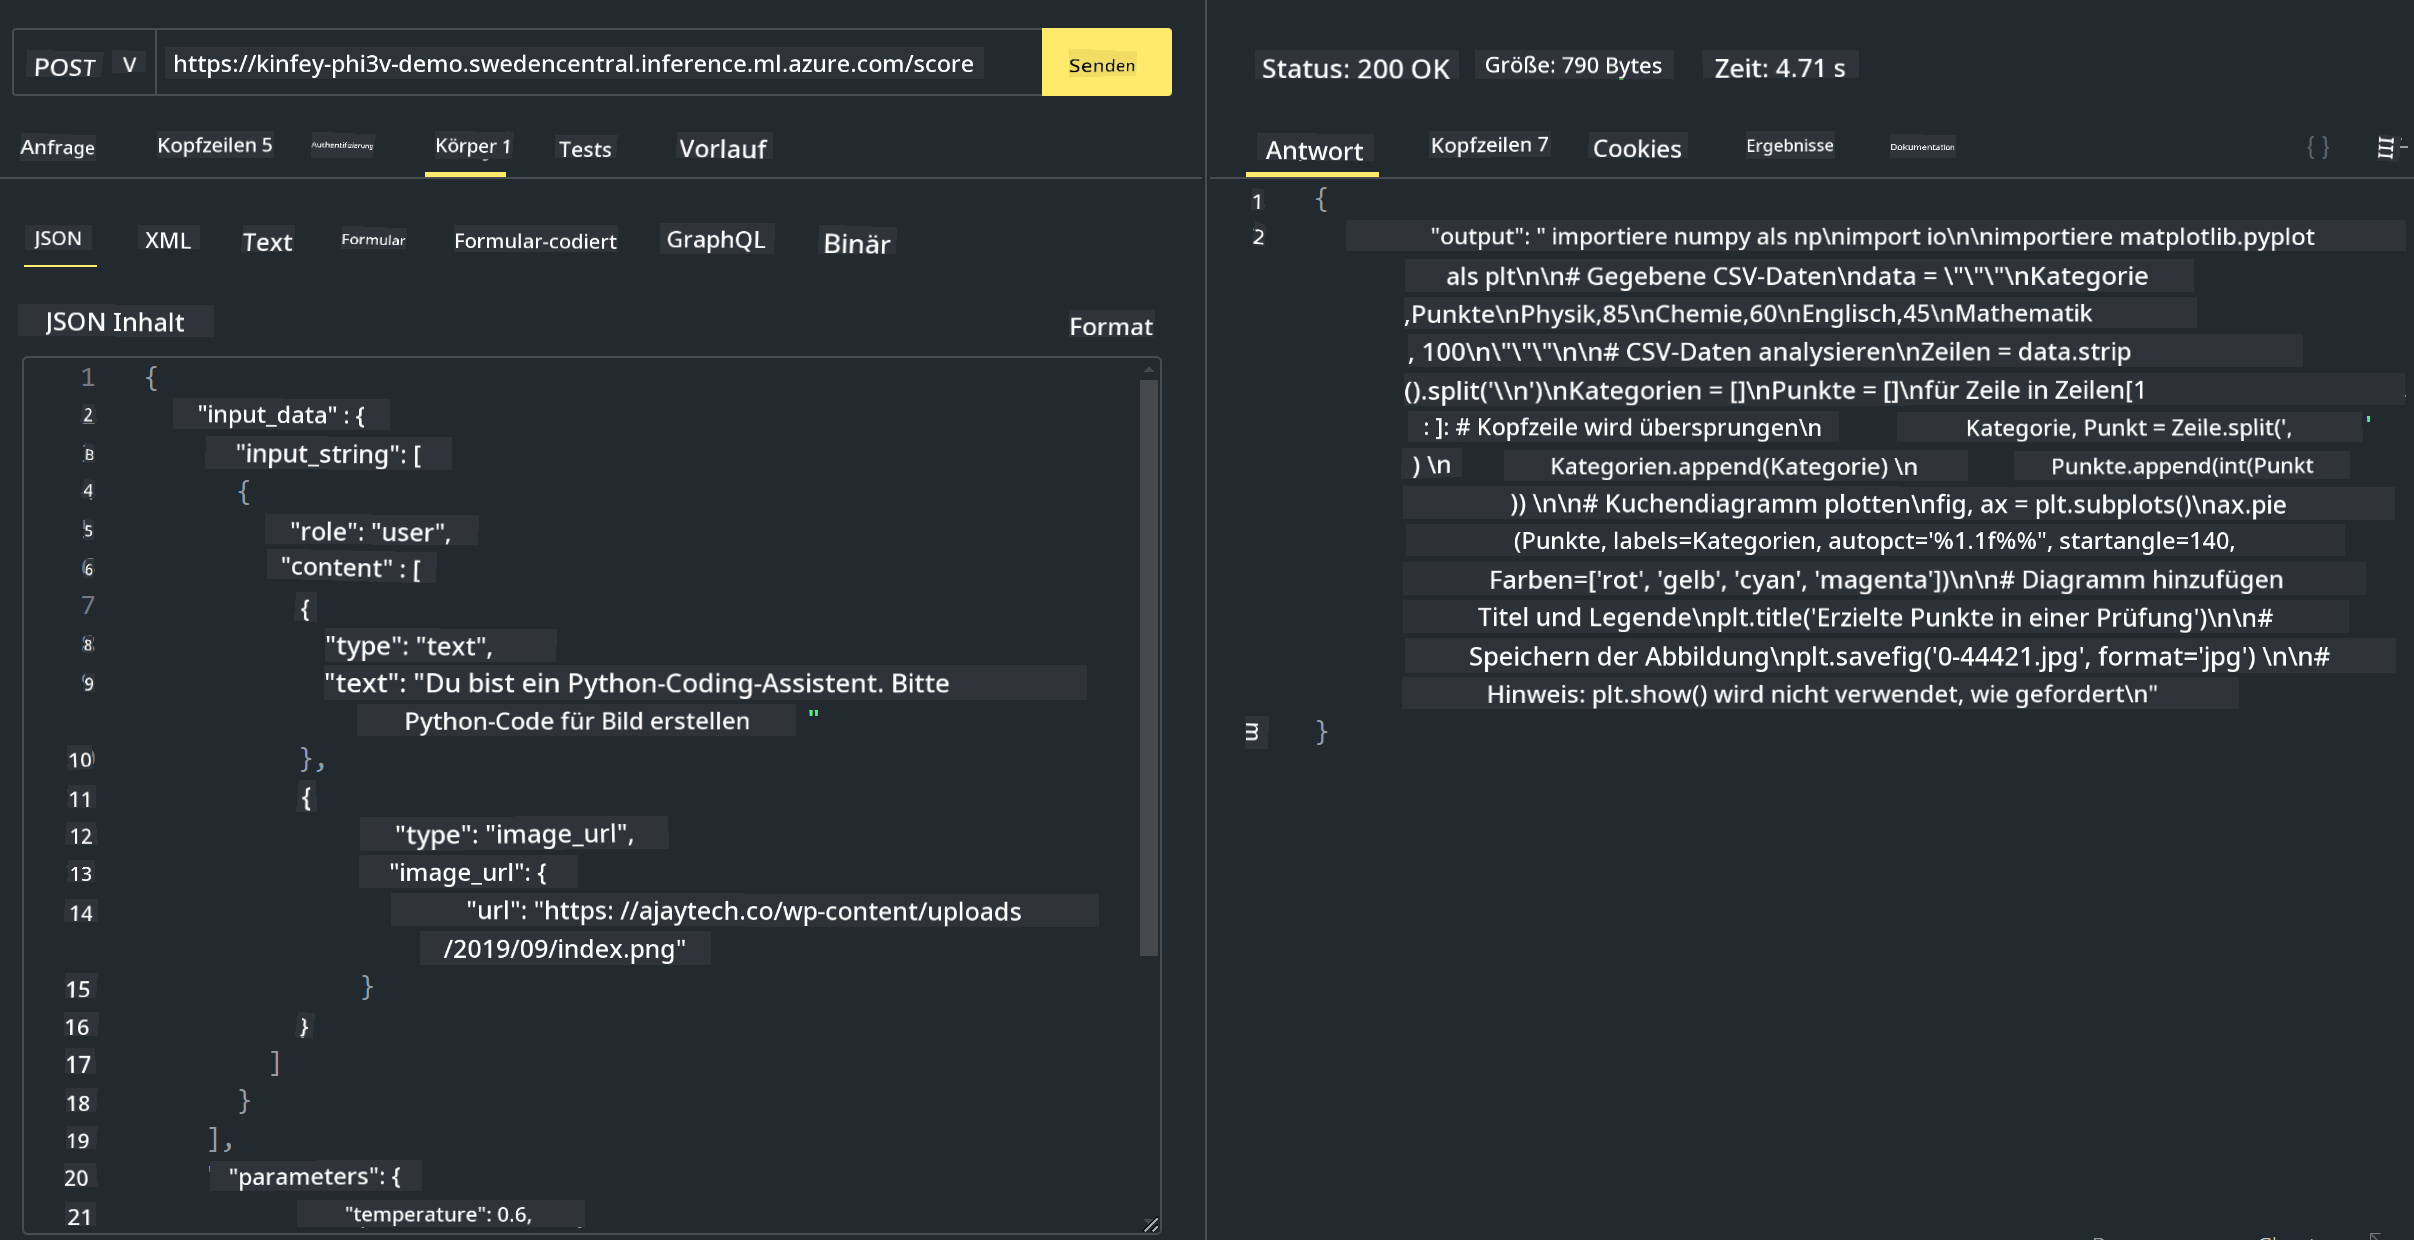 POST v https://kinfey-phi3v-demo.swedencentral.inference.ml.azure.com/score Senden
Anfrage Kopfzeilen 5 Authentifizierung Körper 1 Tests Vorlauf
JSON XML Text Formular Formular-codiert GraphQL Binär
JSON Inhalt Format
1 {
2 "input_data" : {
"input_string": [
4 {
5 "role": "user",
6 "content" : [
7 {
8 "type": "text",
9 "text": "Du bist ein Python-Coding-Assistent. Bitte
Python-Code für Bild erstellen "
10 },
11 {
12 "type": "image_url",
13 "image_url": {
14 "url": "https: //ajaytech.co/wp-content/uploads
/2019/09/index.png"
15 }
16 }
17 ]
18 }
19 ],
20 "parameters": {
21 "temperature": 0.6,
Status: 200 OK Größe: 790 Bytes Zeit: 4.71 s
Antwort Kopfzeilen 7 Cookies Ergebnisse Dokumentation { }
1 {
2 "output": " importiere numpy als np\nimport io\n\nimportiere matplotlib.pyplot
als plt\n\n# Gegebene CSV-Daten\ndata = \"\"\"\nKategorie
,Punkte\nPhysik,85\nChemie,60\nEnglisch,45\nMathematik
, 100\n\"\"\"\n\n# CSV-Daten analysieren\nZeilen = data.strip
().split('\\n')\nKategorien = []\nPunkte = []\nfür Zeile in Zeilen[1
: ]: # Kopfzeile wird übersprungen\n Kategorie, Punkt = Zeile.split(', '
) \n Kategorien.append(Kategorie) \n Punkte.append(int(Punkt
)) \n\n# Kuchendiagramm plotten\nfig, ax = plt.subplots()\nax.pie
(Punkte, labels=Kategorien, autopct='%1.1f%%", startangle=140,
Farben=['rot', 'gelb', 'cyan', 'magenta'])\n\n# Diagramm hinzufügen
Titel und Legende\nplt.title('Erzielte Punkte in einer Prüfung')\n\n#
Speichern der Abbildung\nplt.savefig('0-44421.jpg', format='jpg') \n\n#
Hinweis: plt.show() wird nicht verwendet, wie gefordert\n"
}